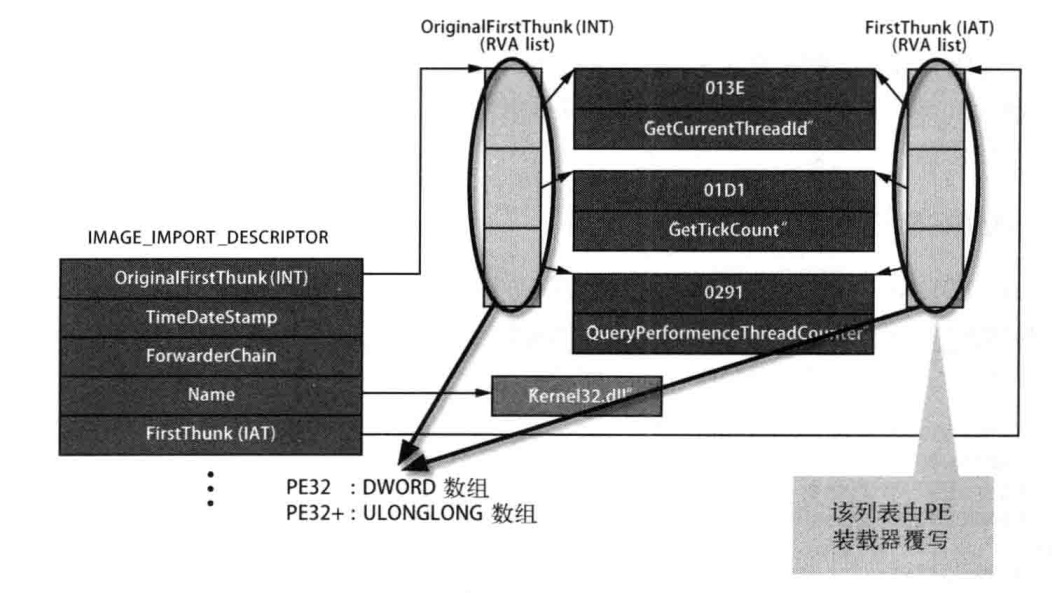 OriginalFirstThunk (INT)
(RVA list)
FirstThunk (IAT)
(RVA list)
013E
GetCurrentThreadId"
01D1
GetTickCount"
0291
QueryPerformenceThreadCounter"
IMAGE_IMPORT_DESCRIPTOR
OriginalFirstThunk (INT)
TimeDateStamp
ForwarderChain
Name
FirstThunk (IAT)
Kernel32.dll"
PE32 : DWORD 数组
PE32+ : ULONGLONG 数组
该列表由PE
装载器覆写